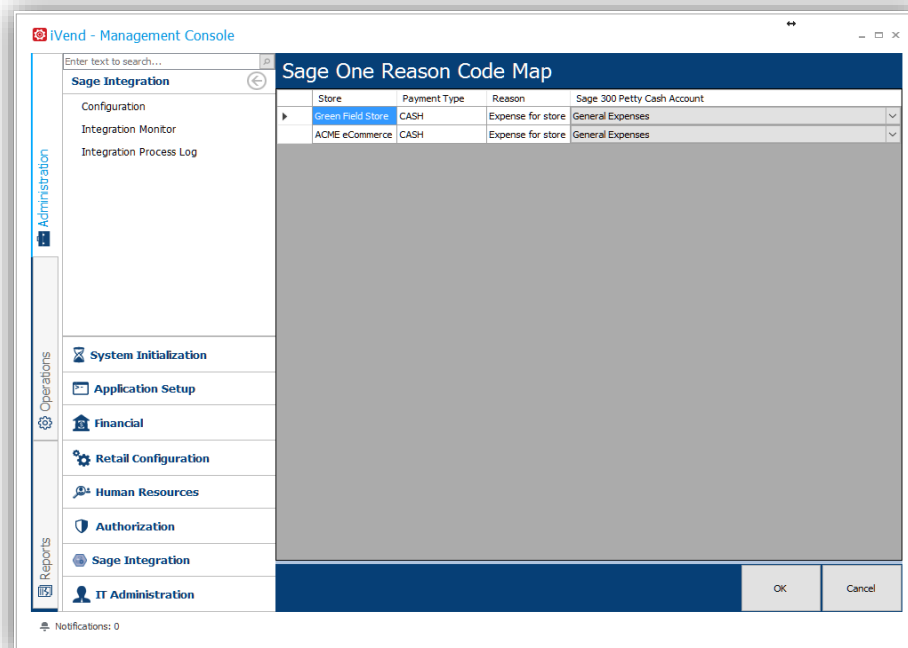 iVend - Management Console
Enter text to search...
Sage Integration
Configuration
Integration Monitor
Integration Process Log
Administration
Operations
Reports
System Initialization
Application Setup
Financial
Retail Configuration
Human Resources
Authorization
Sage Integration
IT Administration
Sage One Reason Code Map
Store Payment Type Reason Sage 300 Petty Cash Account
Green Field Store CASH Expense for store General Expenses
ACME eCommerce CASH Expense for store General Expenses
OK Cancel
Notifications: 0